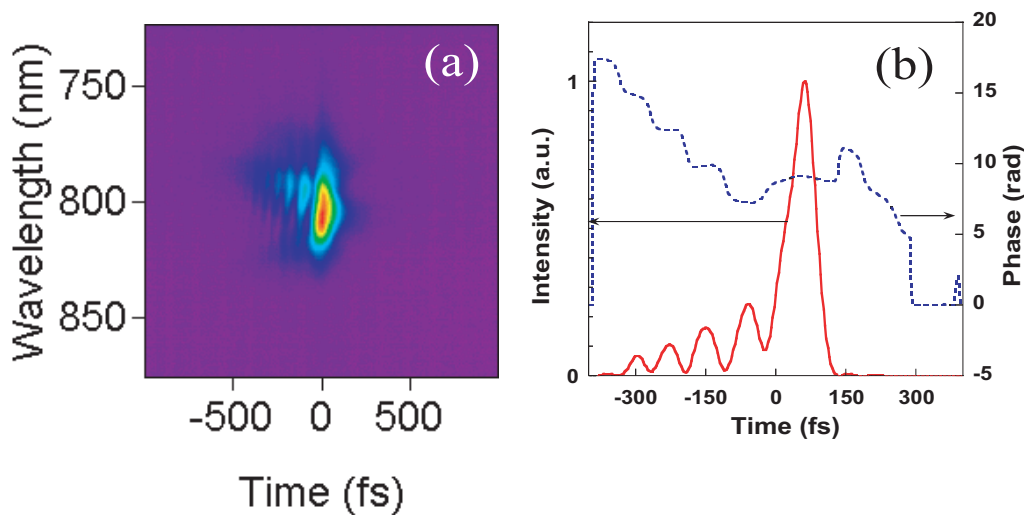 (a)
Wavelength (nm)
750
800
850
-500 0 500
Time (fs)
(b)
Intensity (a.u.)
1
0
-300 -150 0 150 300
Time (fs)
20
15
10
5
0
-5
Phase (rad)